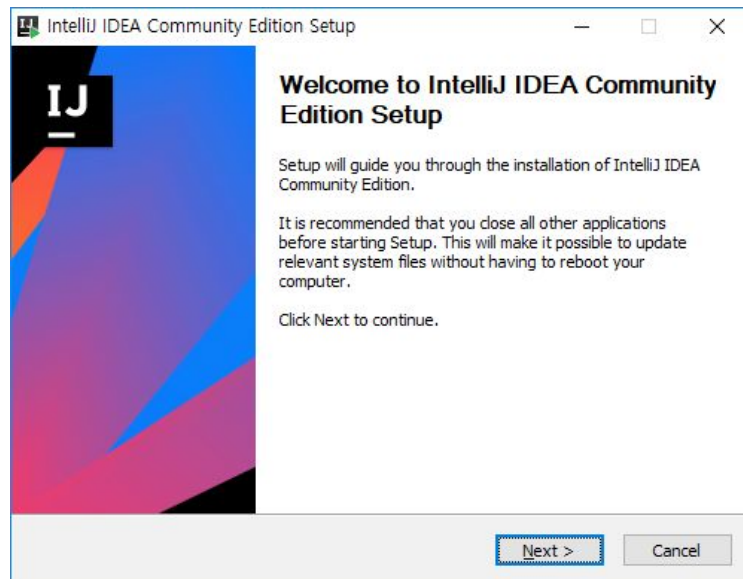 IntelliJ IDEA Community Edition Setup
IJ
Welcome to IntelliJ IDEA Community
Edition Setup
Setup will guide you through the installation of IntelliJ IDEA
Community Edition.
It is recommended that you close all other applications
before starting Setup. This will make it possible to update
relevant system files without having to reboot your
computer.
Click Next to continue.
Next >
Cancel